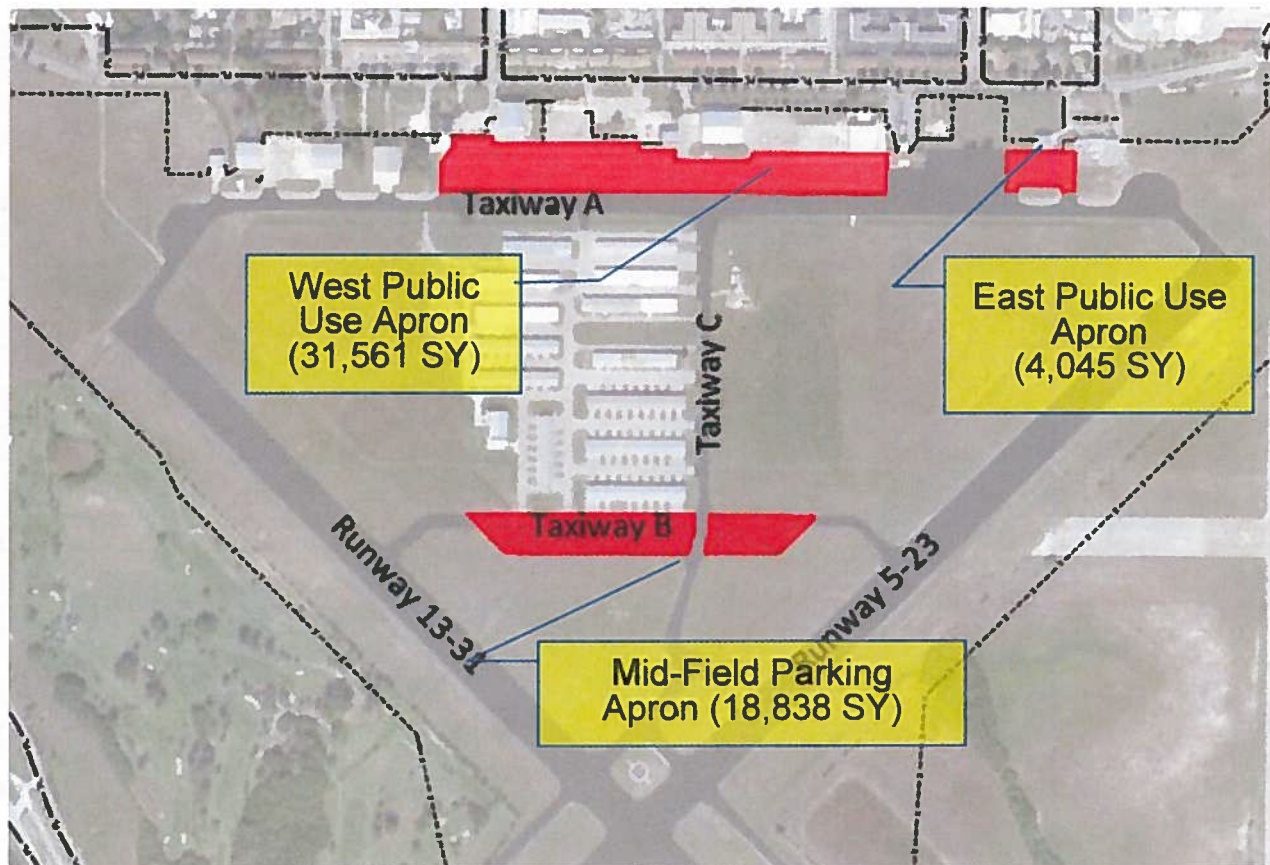 Taxiway A
West Public
Use Apron
(31,561 SY)
East Public Use
Apron
(4,045 SY)
Taxiway C
Taxiway B
Runway 13-31
Runway 5-23
Mid-Field Parking
Apron (18,838 SY)